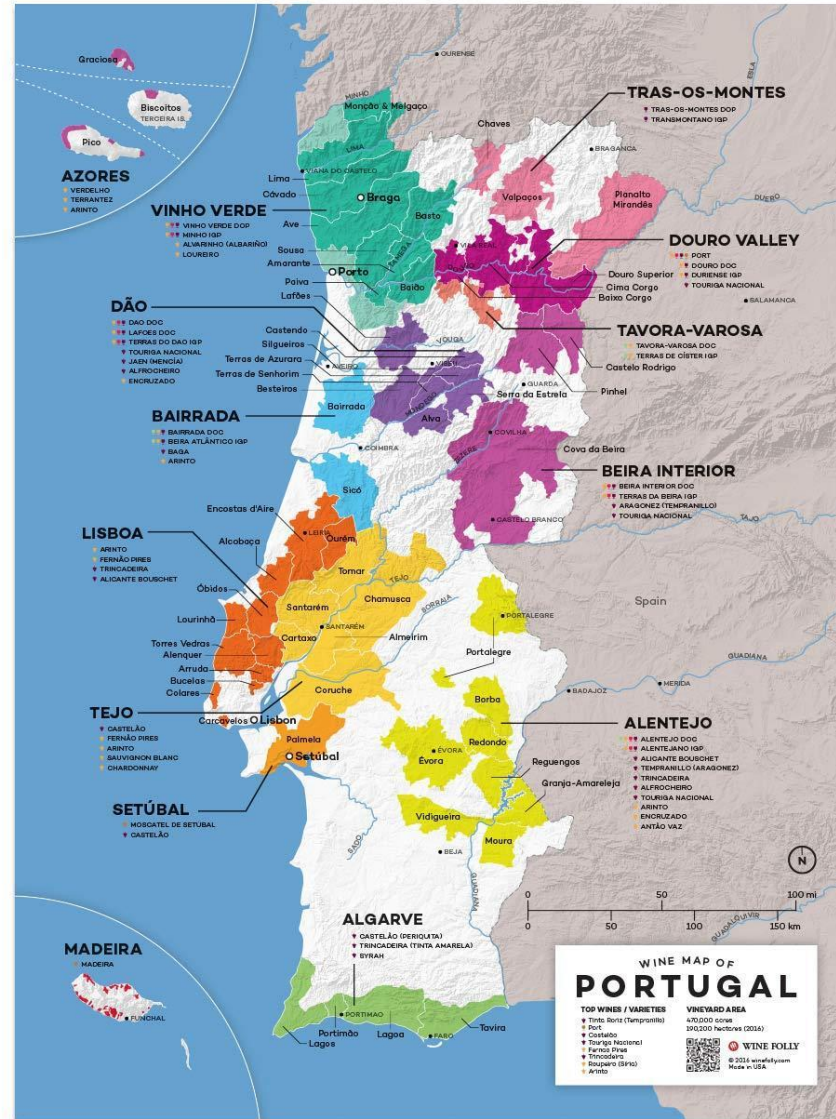 Graciosa
Biscoitos
TERCEIRA IS.
Pico
AZORES
VERDELHO
TERRANTEZ
ARINTO
OURENSE
ESLA
MINHO
Monção & Melgaço
Chaves
TRAS-OS-MONTES
TRAS-OS-MONTES DOP
TRANSMONTANO IGP
BRAGANCA
LIMA
VIANA DO CASTELO
Lima
Cávado
Braga
Valpaços
Planalto
Mirandês
DUERO
VINHO VERDE
VINHO VERDE DOP
MINHO IGP
ALVARINHO (ALBARIÑO)
LOUREIRO
Ave
Basto
Sousa
TAMEGA
Amarante
VILA REAL
Porto
Paiva
Baião
DOURO VALLEY
PORT
DOURO DOC
DURIENSE IGP
TOURIGA NACIONAL
Douro Superior
Cima Corgo
Baixo Corgo
SALAMANCA
Lafões
DÃO
DAO DOC
LAFOES DOC
TERRAS DO DAO IGP
TOURIGA NACIONAL
JAEN (MENCÍA)
ALFROCHEIRO
ENCRUZADO
Castendo
Silgueiros
VOUGA
TAVORA-VAROSA
TAVORA-VAROSA DOC
TERRAS DE CÍSTER IGP
Castelo Rodrigo
Terras de Azurara
AVEIRO
VISEU
Terras de Senhorim
Besteiros
GUARDA
Serra da Estrela
Pinhel
MONDEGO
Alva
Bairrada
BAIRRADA
BAIRRADA DOC
BEIRA ATLÂNTICO IGP
BAGA
ARINTO
COIMBRA
COVILHA
ZEZERE
Cova da Beira
BEIRA INTERIOR
BEIRA INTERIOR DOC
TERRAS DA BEIRA IGP
ARAGONEZ (TEMPRANILLO)
TOURIGA NACIONAL
Sicó
Encostas d'Aire
CASTELO BRANCO
TAJO
LISBOA
ARINTO
FERNÃO PIRES
TRINCADEIRA
ALICANTE BOUSCHET
LEIRIA
Ourém
Alcobaça
Tomar
TEJO
Óbidos
Chamusca
SORRAIA
Santarém
Spain
Lourinhã
SANTARÉM
PORTALEGRE
Cartaxo
Almeirim
Torres Vedras
Alenquer
Portalegre
GUADIANA
Arruda
Bucelas
Colares
MERIDA
BADAJOZ
Coruche
Borba
TEJO
CASTELÃO
FERNÃO PIRES
ARINTO
SAUVIGNON BLANC
CHARDONNAY
Carcavelos
Lisbon
ALENTEJO
ALENTEJO DOC
ALENTEJANO IGP
ALICANTE BOUSCHET
TEMPRANILLO (ARAGONEZ)
TRINCADEIRA
ALFROCHEIRO
TOURIGA NACIONAL
ARINTO
ENCRUZADO
ANTÃO VAZ
Palmela
Redondo
ÉVORA
Évora
Setúbal
Reguengos
Granja-Amareleja
SETÚBAL
MOSCATEL DE SETÚBAL
CASTELÃO
Vidigueira
Moura
SADO
BEJA
N
GUADIANA
0 50 100 mi
0 50 100 150 km
GUADALQUIVIR
ALGARVE
CASTELÃO (PERIQUITA)
TRINCADEIRA (TINTA AMARELA)
BYRAH
MADEIRA
MADEIRA
FUNCHAL
PORTIMAO
Portimão
Lagoa
Tavira
Lagos
FARO
WINE MAP OF
PORTUGAL
TOP WINES / VARIETIES
Tinta Roriz (Tempranillo)
Port
Castelão
Touriga Nacional
Fernao Pires
Trincadeira
Roupeiro (Siria)
Arinto
VINEYARD AREA
470,000 acres
190,200 hectares (2016)
WINE FOLLY
© 2016 winefolly.com
Made in USA